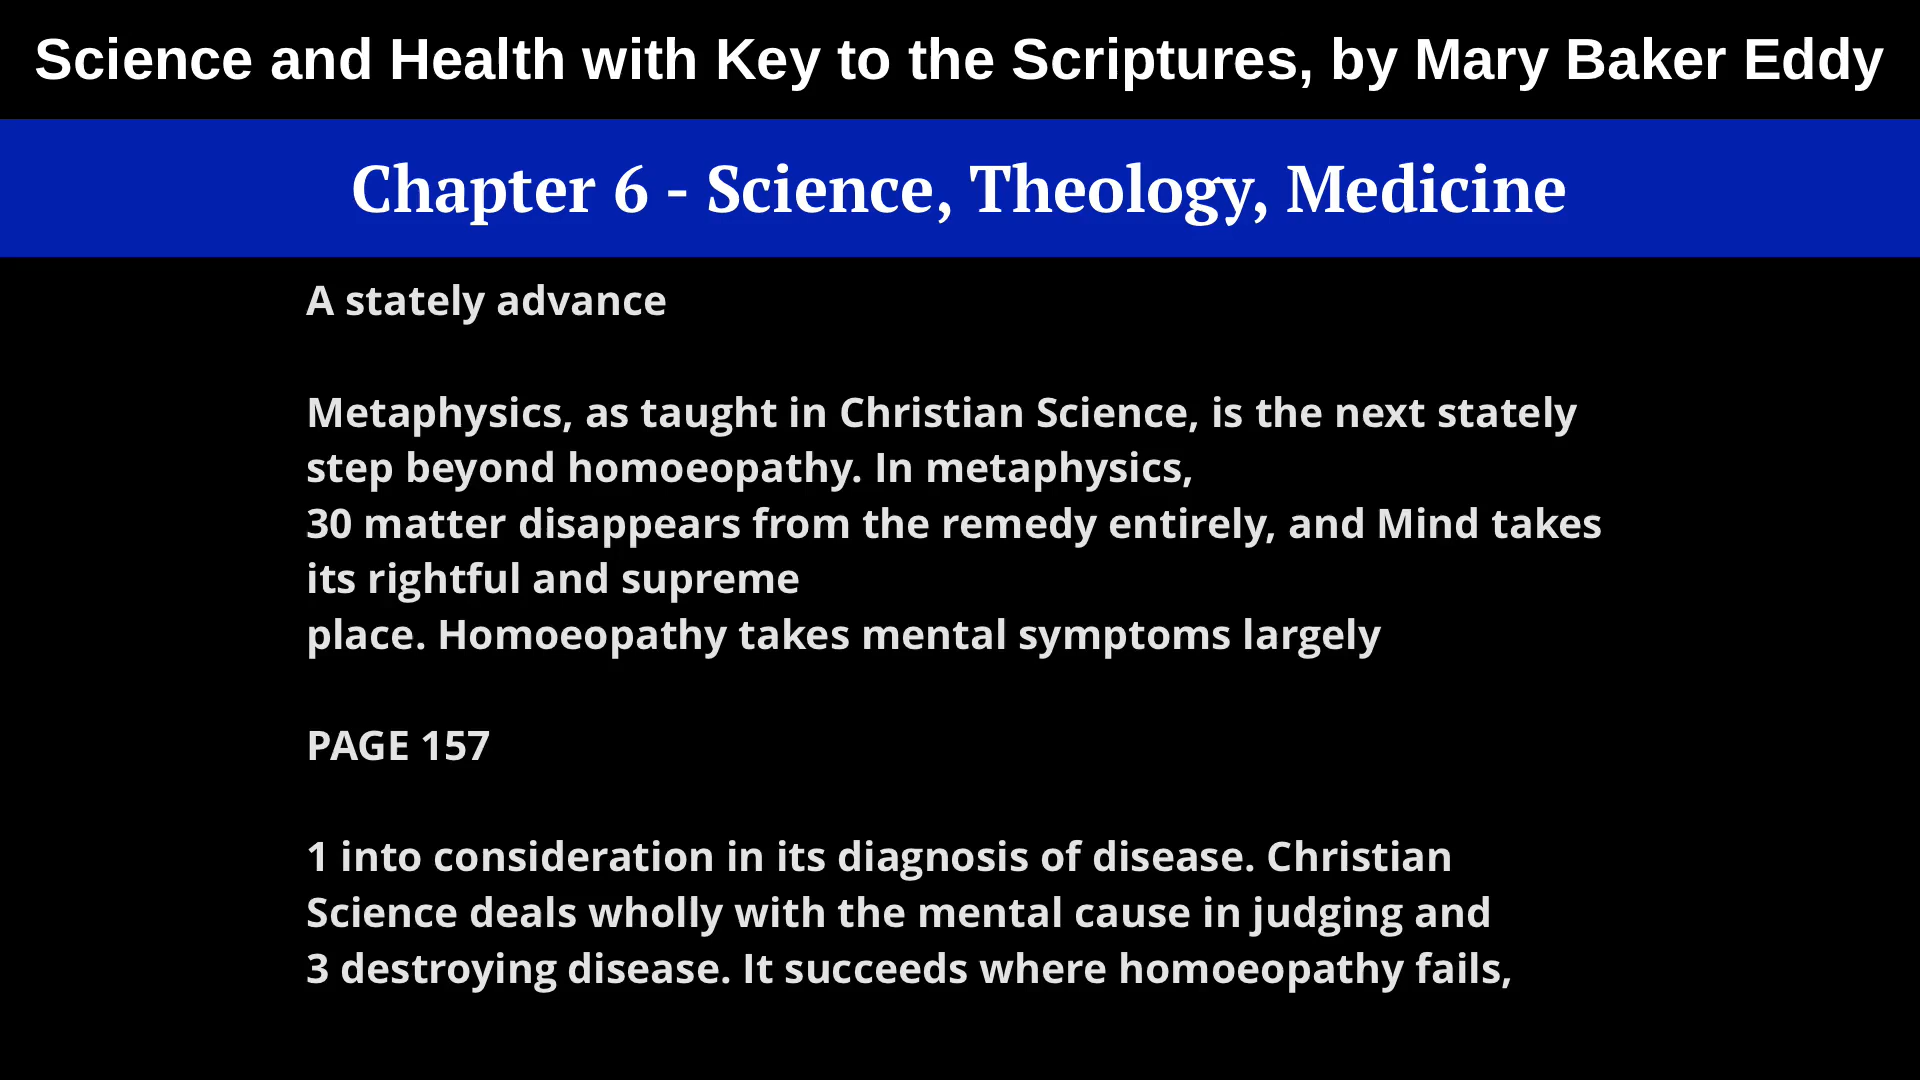 Science and Health with Key to the Scriptures, by Mary Baker Eddy
Chapter 6 - Science, Theology, Medicine
A stately advance
Metaphysics, as taught in Christian Science, is the next stately
step beyond homoeopathy. In metaphysics,
30 matter disappears from the remedy entirely, and Mind takes
its rightful and supreme
place. Homoeopathy takes mental symptoms largely
PAGE 157
1 into consideration in its diagnosis of disease. Christian
Science deals wholly with the mental cause in judging and
3 destroying disease. It succeeds where homoeopathy fails,